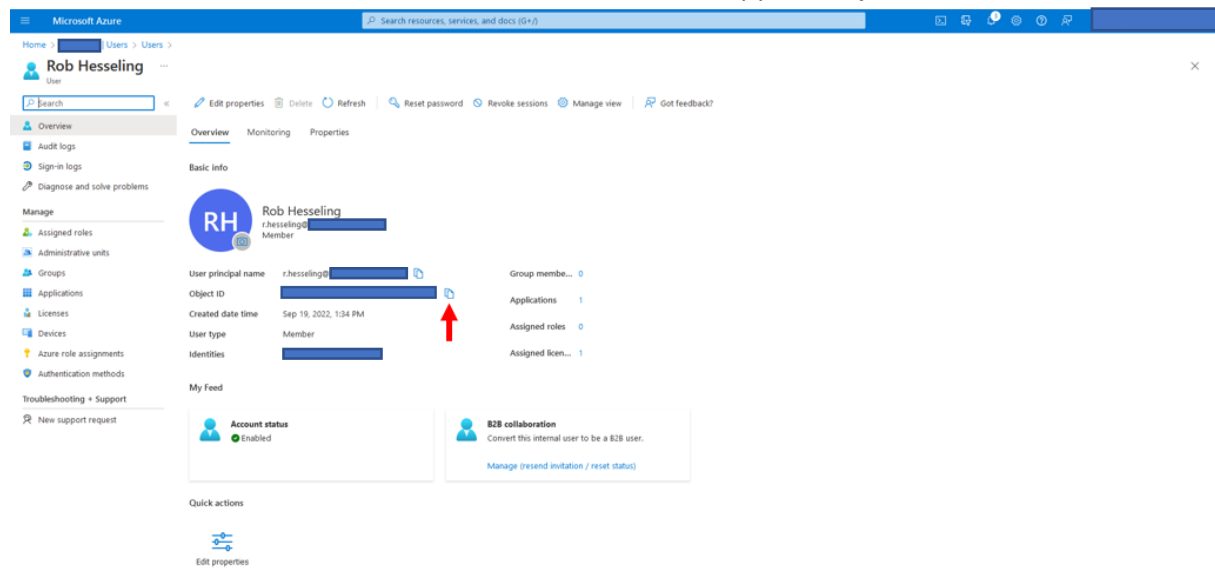 Microsoft Azure
Search resources, services, and docs (G+/)
3
Home > | Users > Users >
Rob Hesseling ...
User
Search «
Edit properties Delete Refresh Reset password Revoke sessions Manage view Got feedback?
Overview
Audit logs
Sign-in logs
Diagnose and solve problems
Manage
Assigned roles
Administrative units
Groups
Applications
Licenses
Devices
Azure role assignments
Authentication methods
Troubleshooting + Support
New support request
Overview Monitoring Properties
Basic info
RH
Rob Hesseling
r.hesseling@
Member
User principal name r.hesseling@
Object ID
Created date time Sep 19, 2022, 1:34 PM
User type Member
Identities
Group membe... 0
Applications 1
Assigned roles 0
Assigned licen... 1
My Feed
Account status
Enabled
B2B collaboration
Convert this internal user to be a B2B user.
Manage (resend invitation / reset status)
Quick actions
Edit properties